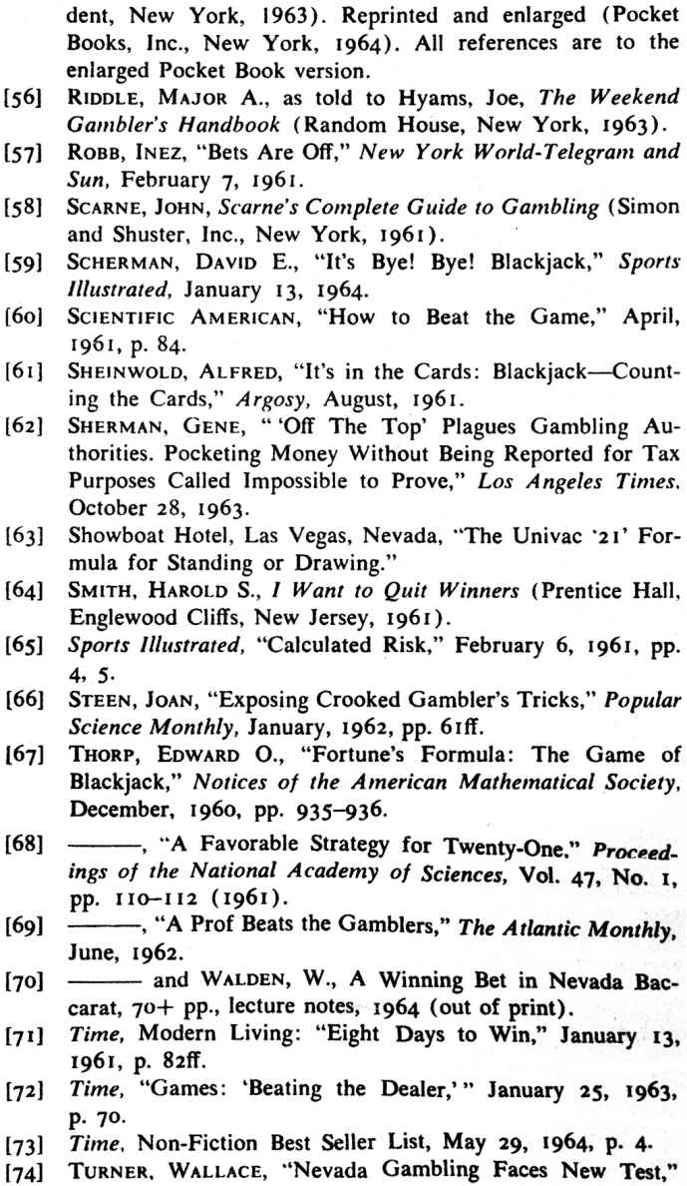 dent, New York, 1963). Reprinted and enlarged (Pocket
Books, Inc., New York, 1964). All references are to the
enlarged Pocket Book version.
[56] RIDDLE, MAJOR A., as told to Hyams, Joe, The Weekend
Gambler's Handbook (Random House, New York, 1963).
[57] ROBB, INEZ, “Bets Are Off,” New York World-Telegram and
Sun, February 7, 1961.
[58] SCARNE, JOHN, Scarne's Complete Guide to Gambling (Simon
and Shuster, Inc., New York, 1961).
[59] SCHERMAN, DAVID E., “It's Bye! Bye! Blackjack,” Sports
Illustrated, January 13, 1964.
[60] SCIENTIFIC AMERICAN, “How to Beat the Game,” April,
1961, p. 84.
[61] SHEINWOLD, ALFRED, “It's in the Cards: Blackjack—Count-
ing the Cards,” Argosy, August, 1961.
[62] SHERMAN, GENE, “ 'Off The Top' Plagues Gambling Au-
thorities. Pocketing Money Without Being Reported for Tax
Purposes Called Impossible to Prove,” Los Angeles Times,
October 28, 1963.
[63] Showboat Hotel, Las Vegas, Nevada, “The Univac '21' For-
mula for Standing or Drawing.”
[64] SMITH, HAROLD S., I Want to Quit Winners (Prentice Hall,
Englewood Cliffs, New Jersey, 1961).
[65] Sports Illustrated, “Calculated Risk,” February 6, 1961, pp.
4, 5.
[66] STEEN, JOAN, “Exposing Crooked Gambler's Tricks,” Popular
Science Monthly, January, 1962, pp. 61ff.
[67] THORP, EDWARD O., “Fortune's Formula: The Game of
Blackjack,” Notices of the American Mathematical Society,
December, 1960, pp. 935–936.
[68] ———, “A Favorable Strategy for Twenty-One,” Proceed-
ings of the National Academy of Sciences, Vol. 47, No. 1,
pp. 110–112 (1961).
[69] ———, “A Prof Beats the Gamblers,” The Atlantic Monthly,
June, 1962.
[70] ——— and WALDEN, W., A Winning Bet in Nevada Bac-
carat, 70+ pp., lecture notes, 1964 (out of print).
[71] Time, Modern Living: “Eight Days to Win,” January 13,
1961, p. 82ff.
[72] Time, “Games: 'Beating the Dealer,' ” January 25, 1963,
p. 70.
[73] Time, Non-Fiction Best Seller List, May 29, 1964, p. 4.
[74] TURNER, WALLACE, “Nevada Gambling Faces New Test,”